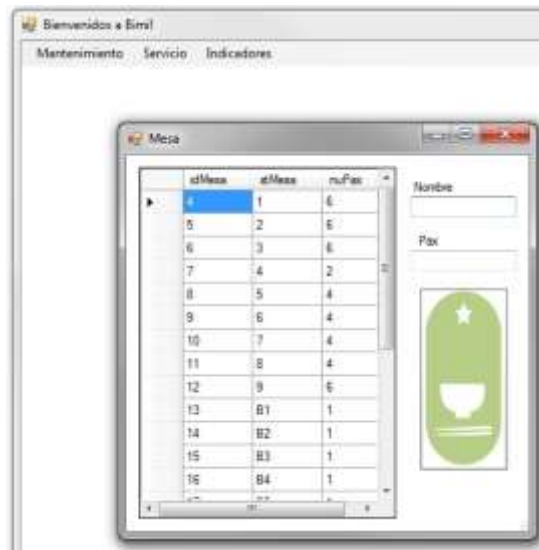 Bienvenidos a Bimi!
Mantenimiento Servicio Indicadores
Mesa
idMesa stMesa nuPax
4 1 6
5 2 6
6 3 6
7 4 2
8 5 4
9 6 4
10 7 4
11 8 4
12 9 6
13 B1 1
14 B2 1
15 B3 1
16 B4 1
Nombre
Pax